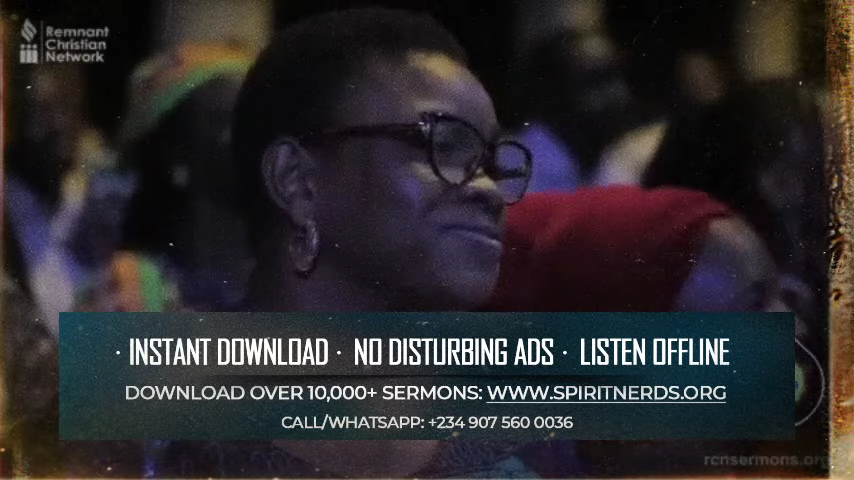 Remnant
Christian
Network
· INSTANT DOWNLOAD · NO DISTURBING ADS · LISTEN OFFLINE
DOWNLOAD OVER 10,000+ SERMONS: WWW.SPIRITNERDS.ORG
CALL/WHATSAPP: +234 907 560 0036
rcnsermons.org